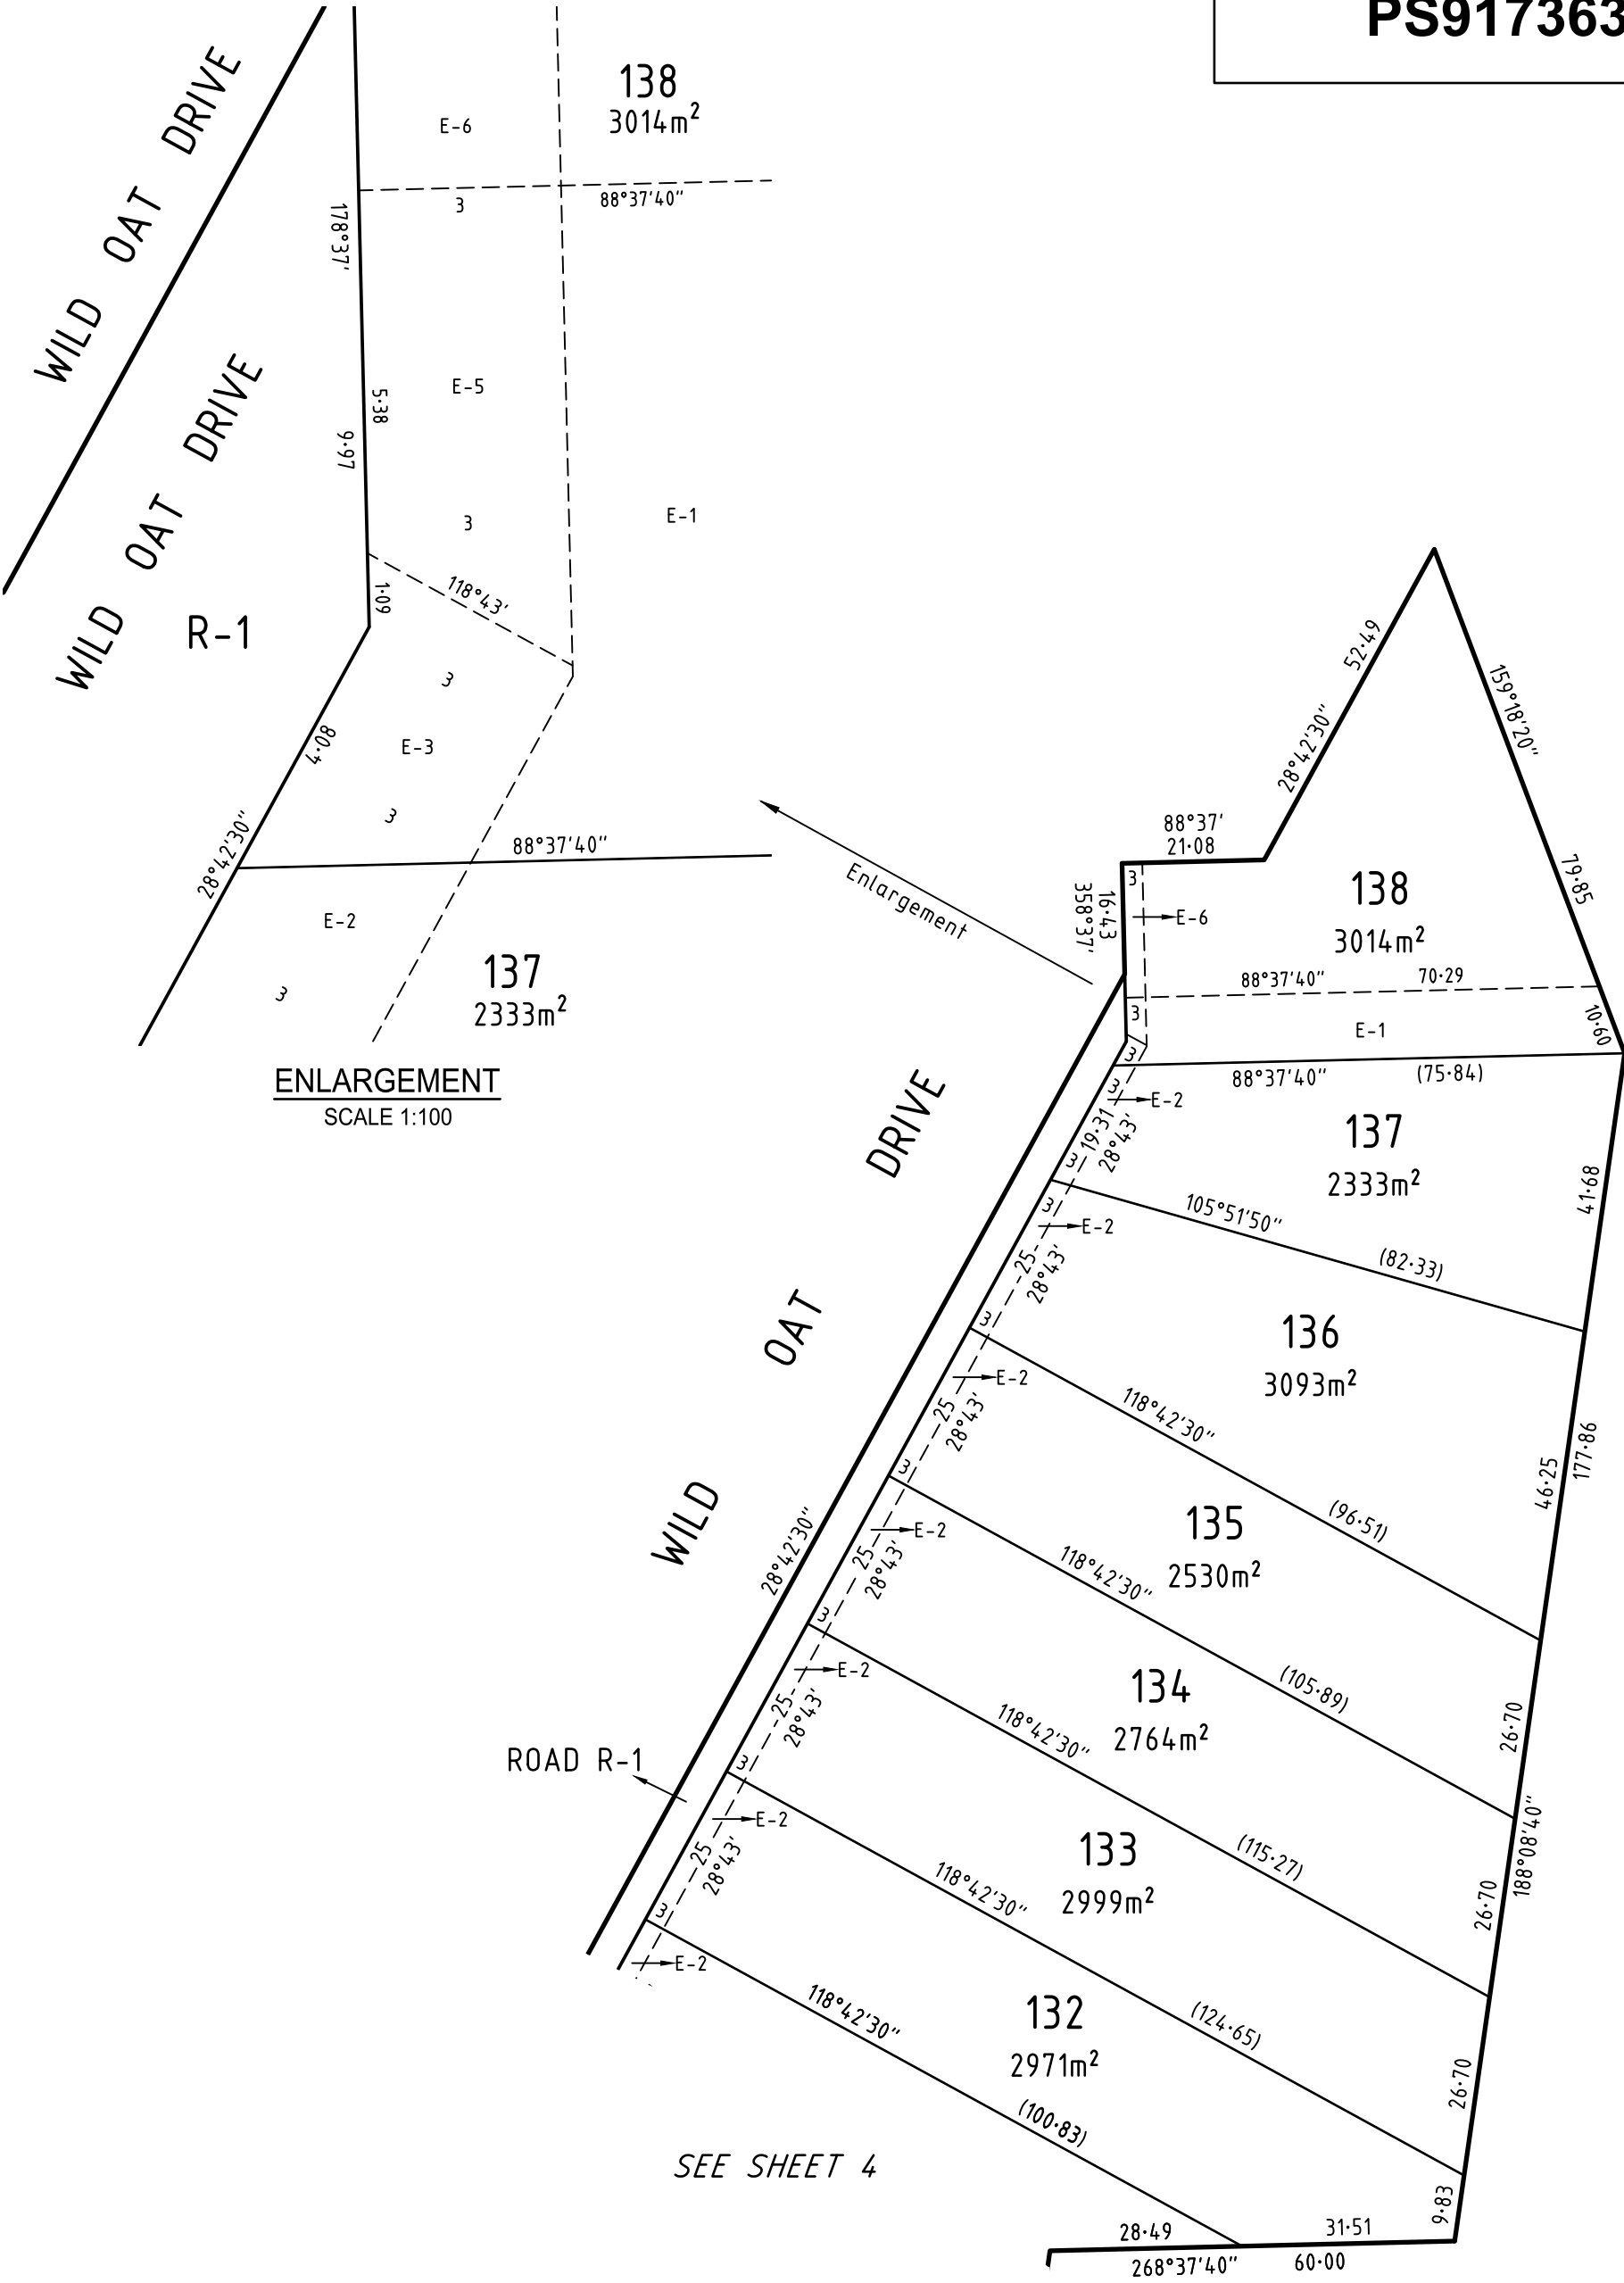 PS917363
WILD OAT DRIVE
WILD OAT DRIVE
R-1
138
3014m²
E-6
3
88°37'40"
178°37'
E-5
5·38
9·97
3
E-1
118°43'
1·09
3
E-3
4·08
3
28°42'30"
88°37'40"
E-2
3
137
2333m²
ENLARGEMENT
SCALE 1:100
Enlargement
52·49
28°42'30"
159°18'20"
79·85
88°37'
21·08
3
16·43
358°37'
E-6
138
3014m²
88°37'40"
70·29
3
E-1
10·60
3
88°37'40"
(75·84)
3
E-2
19·31
28°43'
3
137
2333m²
41·68
105°51'50"
(82·33)
3
E-2
25
28°43'
3
136
3093m²
46·25
177·86
118°42'30"
(96·51)
E-2
25
28°43'
3
135
2530m²
26·70
118°42'30"
(105·89)
E-2
25
28°43'
3
134
2764m²
188°08'40"
26·70
118°42'30"
(115·27)
E-2
25
28°43'
3
133
2999m²
26·70
118°42'30"
(124·65)
E-2
25
28°43'
3
132
2971m²
9·83
118°42'30"
(100·83)
E-2
WILD OAT DRIVE
28°42'30"
ROAD R-1
SEE SHEET 4
28·49
31·51
268°37'40"
60·00